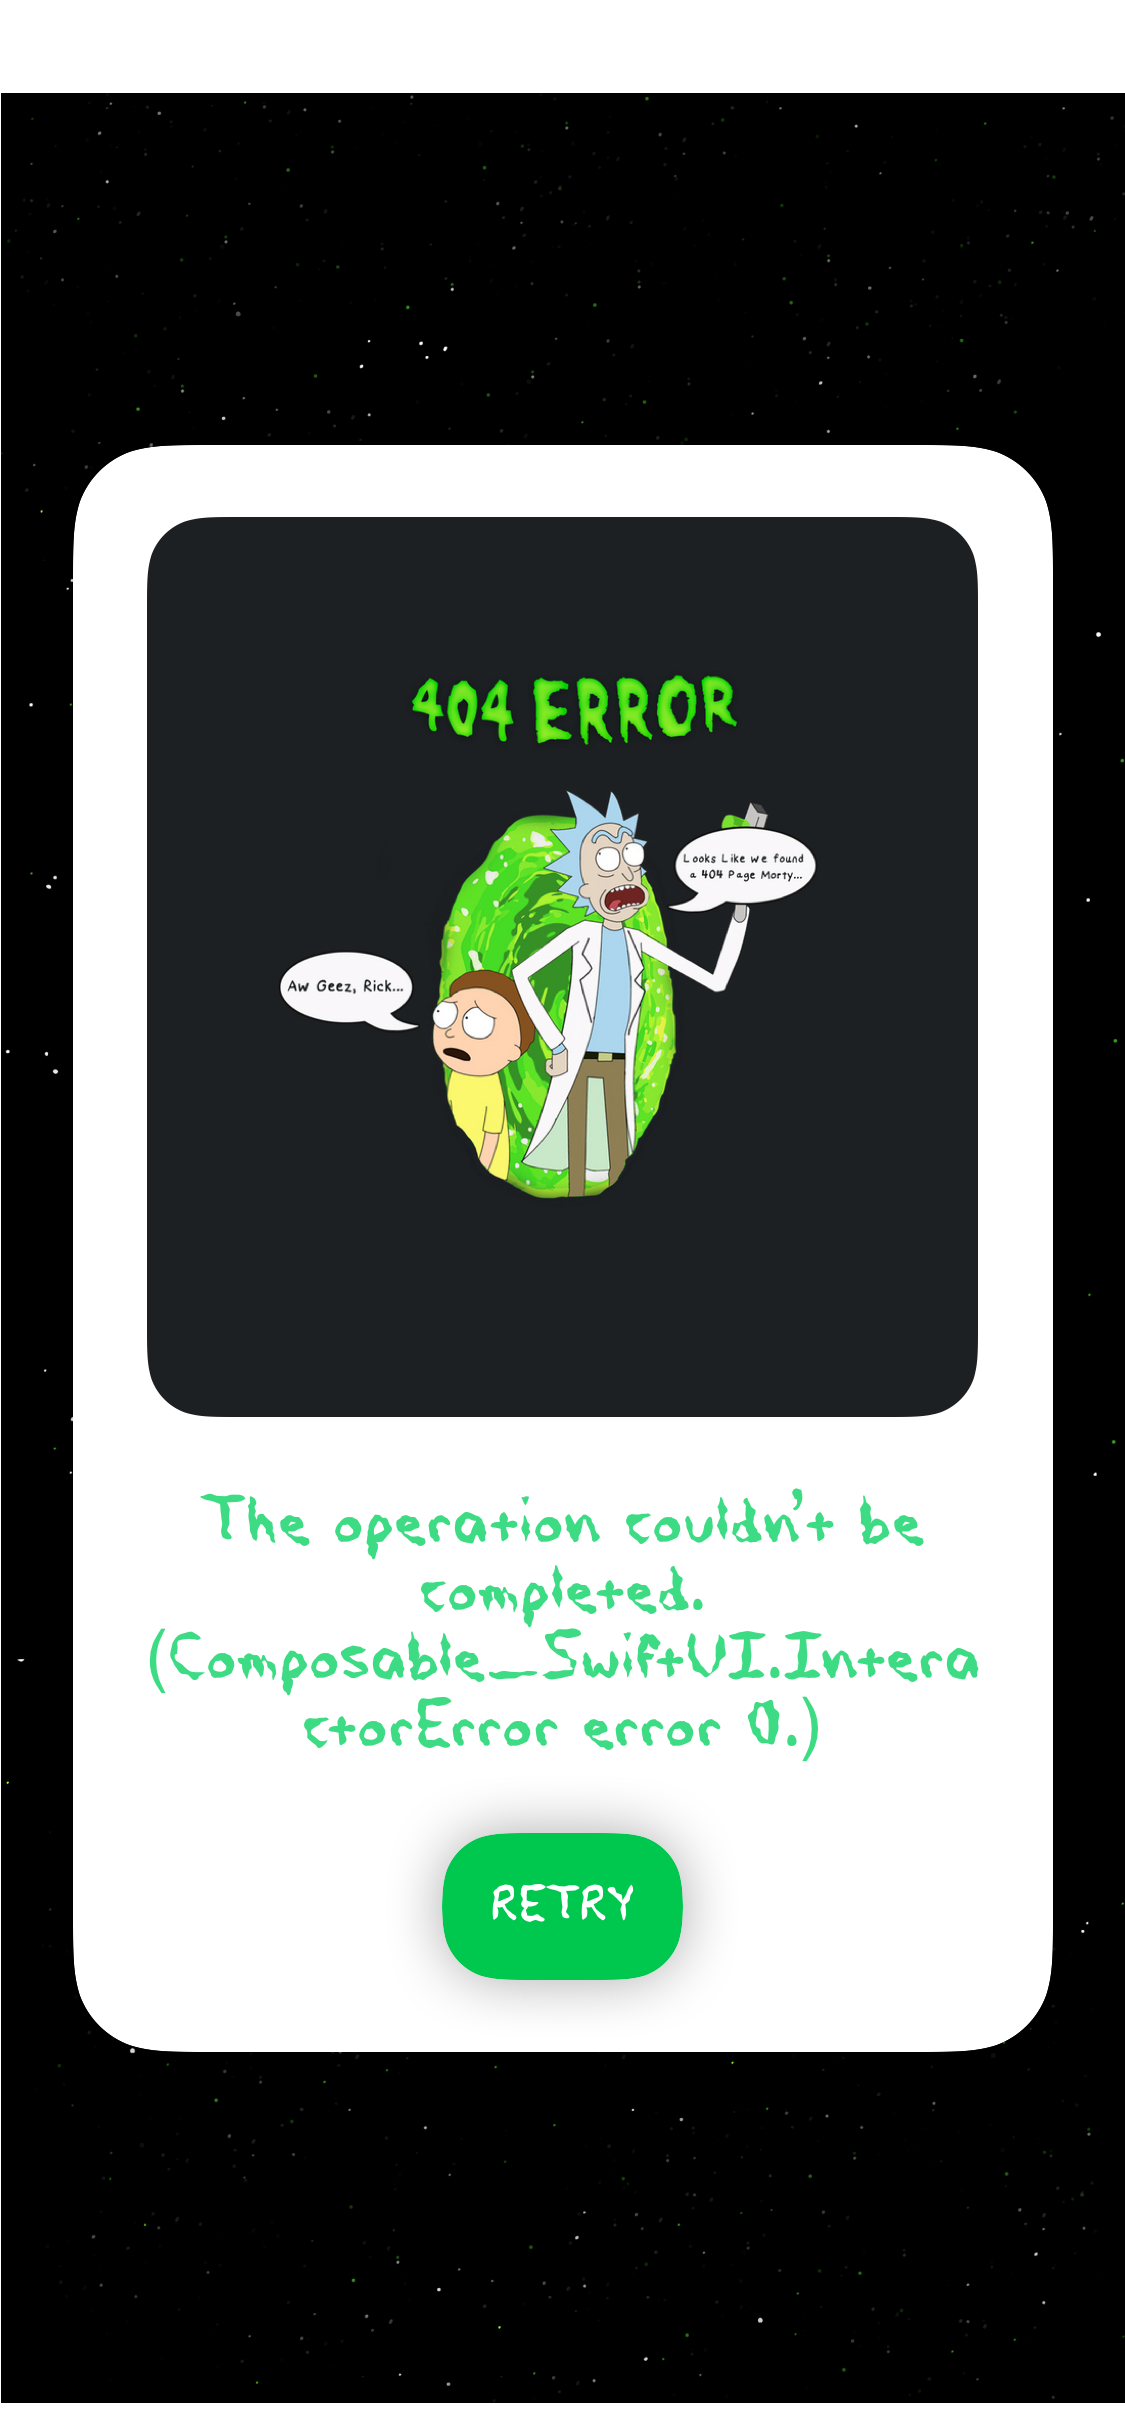 404 ERROR
Looks Like we found
a 404 Page Morty...
Aw Geez, Rick...
The operation couldn’t be
completed.
(Composable_SwiftUI.Intera
ctorError error 0.)
RETRY